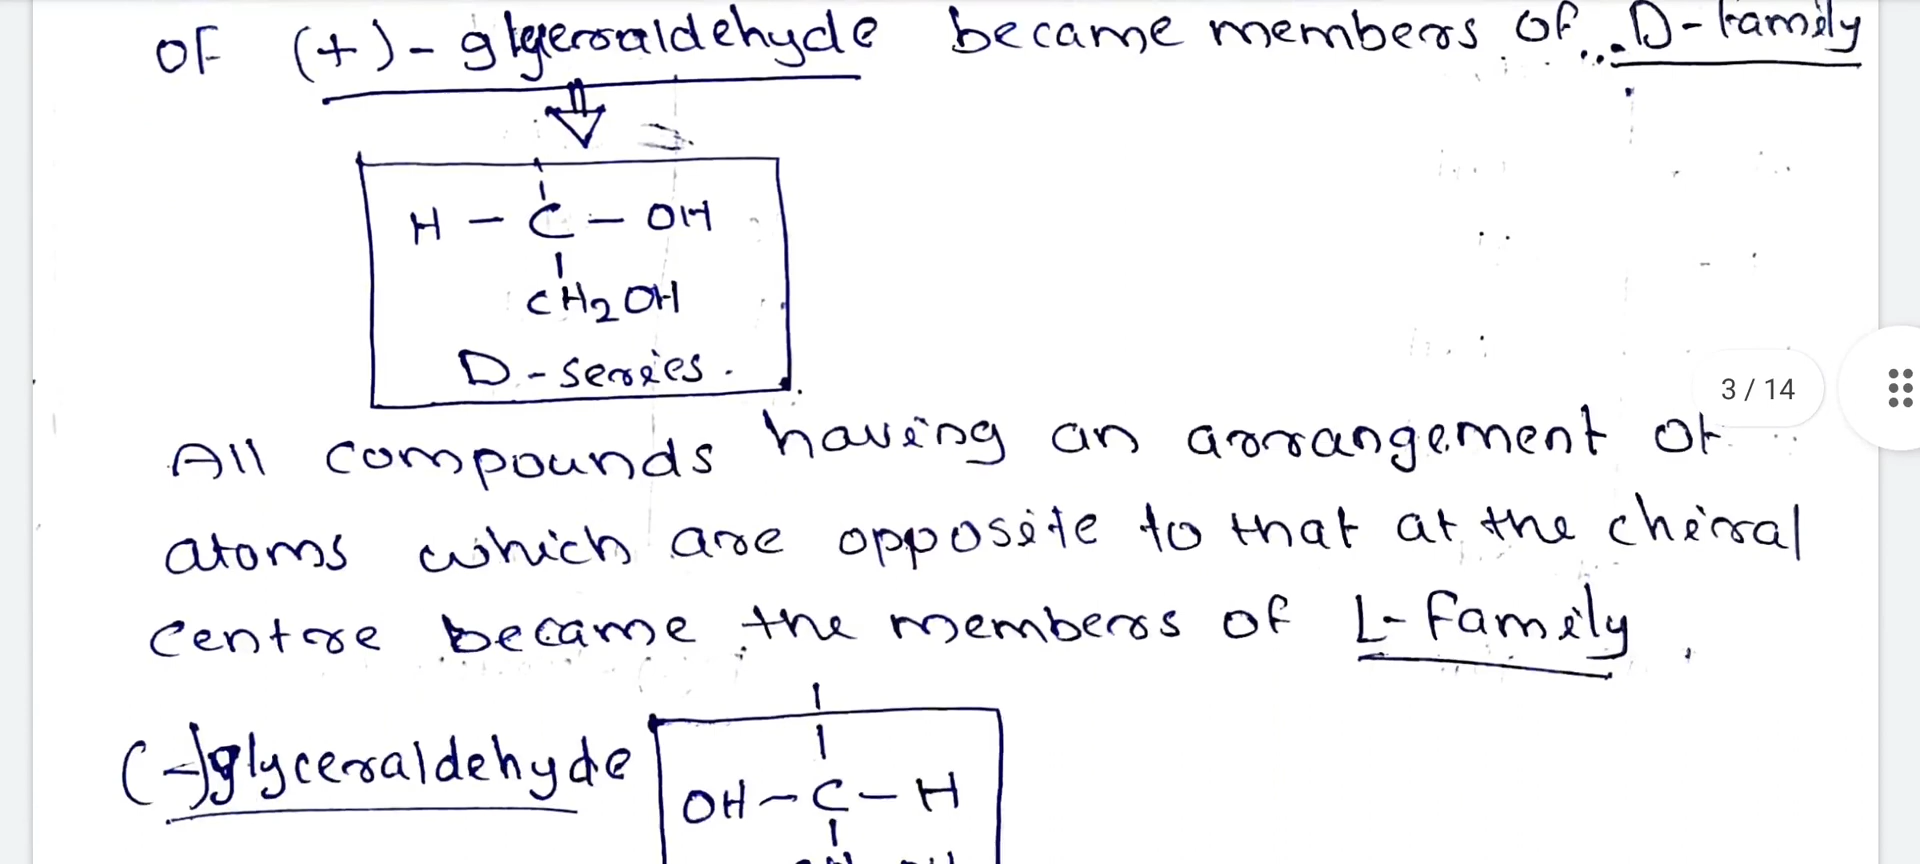 of (+)- glyceraldehyde became members of D-family
H - C - OH
CH2OH
D-series.
3 / 14
All compounds having an arrangement of
atoms which are opposite to that at the chiral
centre became the members of L-family
(-)glyceraldehyde
OH - C - H